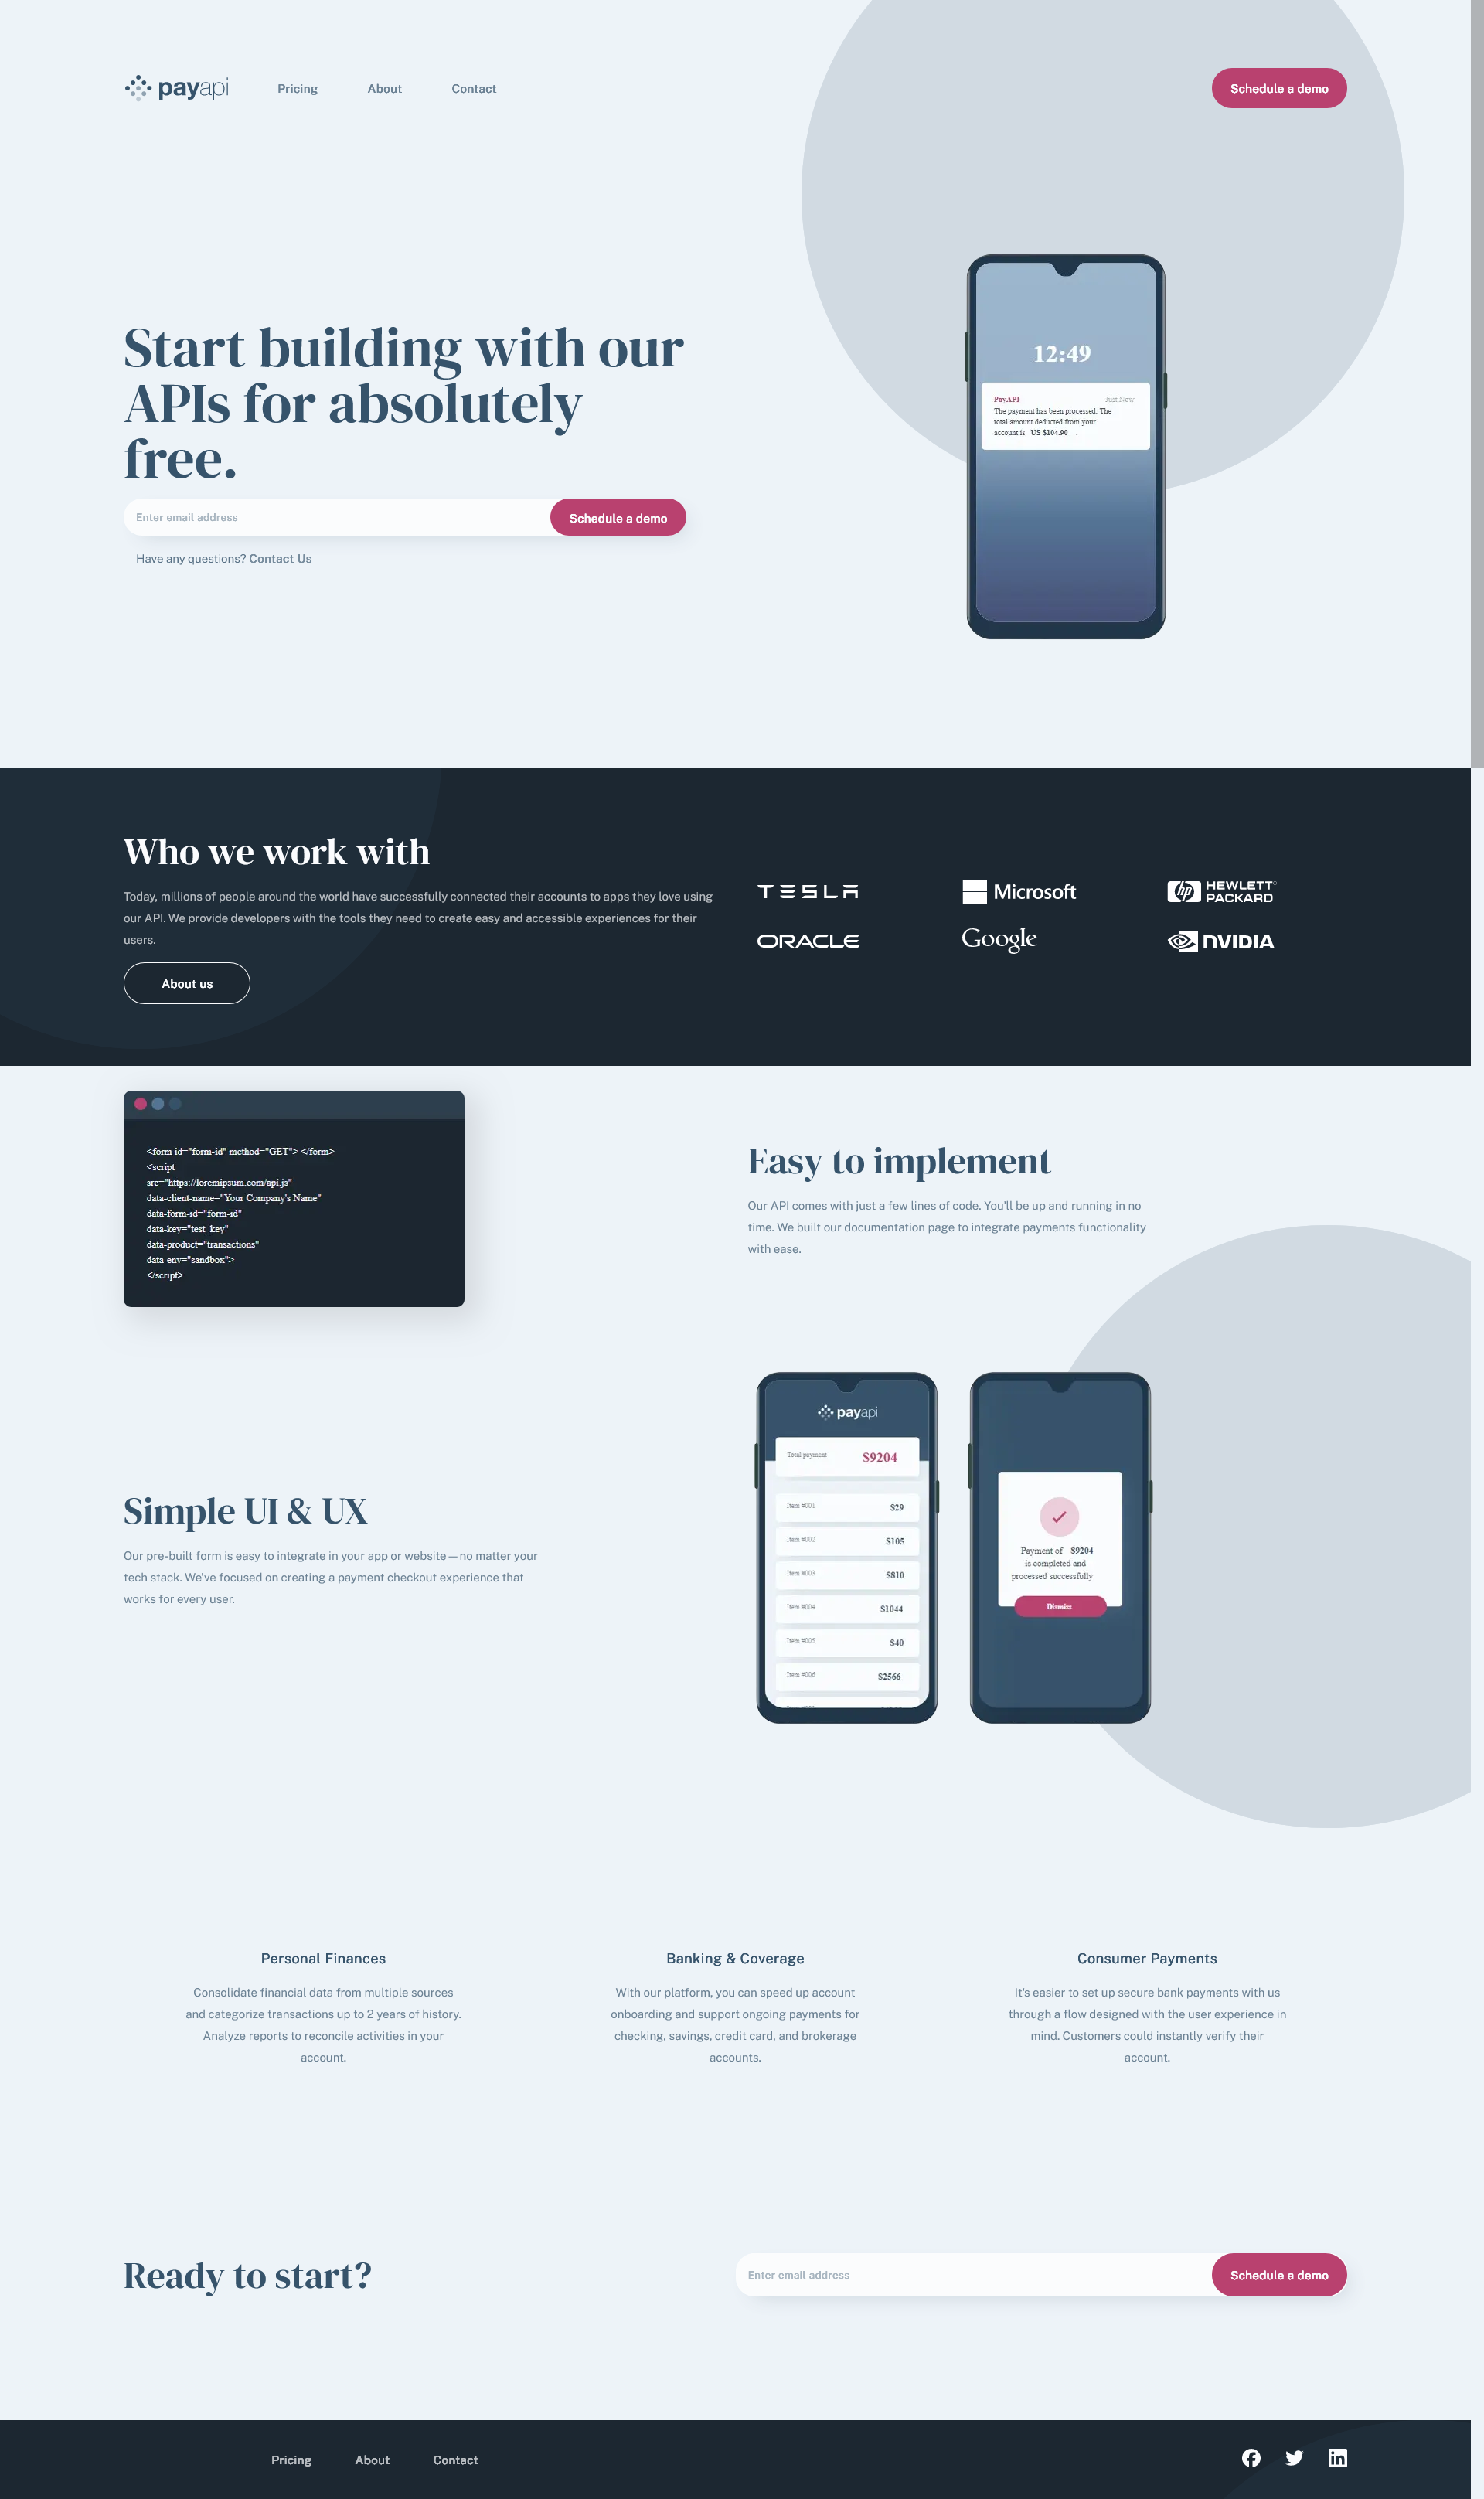 payapi Pricing About Contact Schedule a demo
Start building with our
APIs for absolutely
free.
Enter email address Schedule a demo
Have any questions? Contact Us
12:49
PayAPI Just Now
The payment has been processed. The
total amount deducted from your
account is US $104.90 .
Who we work with
Today, millions of people around the world have successfully connected their accounts to apps they love using
our API. We provide developers with the tools they need to create easy and accessible experiences for their
users.
About us
TESLA Microsoft hp HEWLETT
PACKARD
ORACLE Google NVIDIA
<form id="form-id" method="GET"> </form>
<script
src="https://loremipsum.com/api.js"
data-client-name="Your Company's Name"
data-form-id="form-id"
data-key="test_key"
data-product="transactions"
data-env="sandbox">
</script>
Easy to implement
Our API comes with just a few lines of code. You'll be up and running in no
time. We built our documentation page to integrate payments functionality
with ease.
Simple UI & UX
Our pre-built form is easy to integrate in your app or website—no matter your
tech stack. We've focused on creating a payment checkout experience that
works for every user.
payapi
Total payment $9204
Item #001 $29
Item #002 $105
Item #003 $810
Item #004 $1044
Item #005 $40
Item #006 $2566
Payment of $9204
is completed and
processed successfully
Dismiss
Personal Finances
Consolidate financial data from multiple sources
and categorize transactions up to 2 years of history.
Analyze reports to reconcile activities in your
account.
Banking & Coverage
With our platform, you can speed up account
onboarding and support ongoing payments for
checking, savings, credit card, and brokerage
accounts.
Consumer Payments
It's easier to set up secure bank payments with us
through a flow designed with the user experience in
mind. Customers could instantly verify their
account.
Ready to start?
Enter email address Schedule a demo
Pricing About Contact